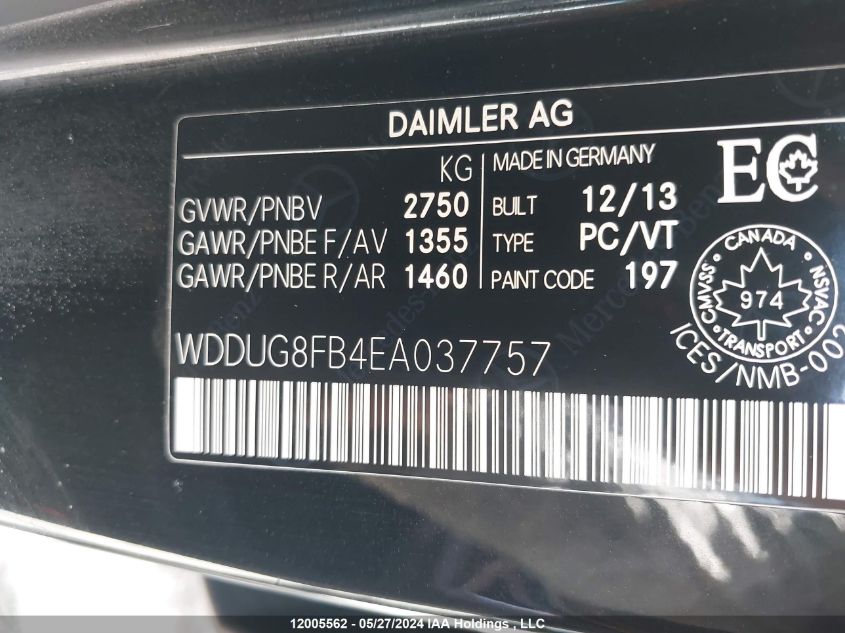 DAIMLER AG
KG
GVWR/PNBV 2750
GAWR/PNBE F/AV 1355
GAWR/PNBE R/AR 1460
MADE IN GERMANY
BUILT 12/13
TYPE PC/VT
PAINT CODE 197
EC
CANADA
CMVSS 974 NSVAC
TRANSPORT
ICES/NMB-002
WDDUG8FB4EA037757
12005562 - 05/27/2024 IAA Holdings, LLC